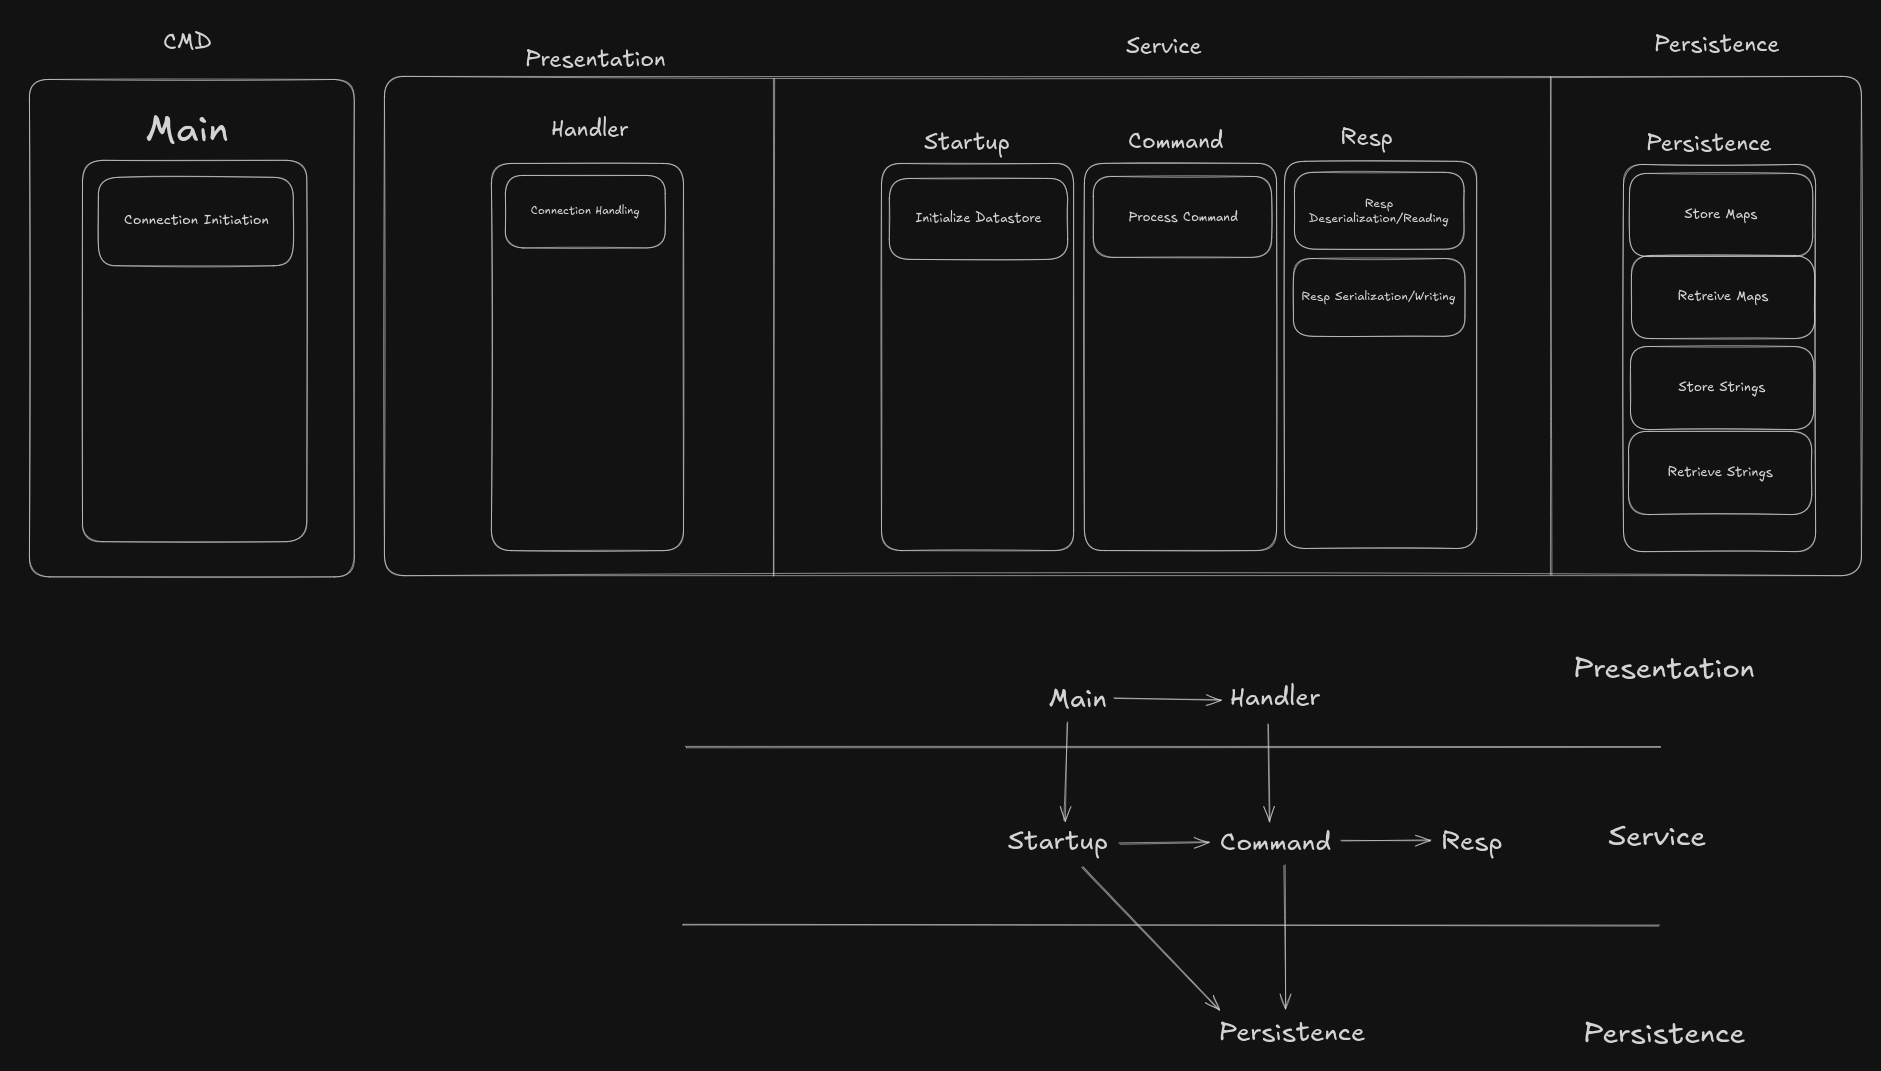 CMD
Presentation
Service
Persistence
Main
Handler
Startup
Command
Resp
Persistence
Connection Initiation
Connection Handling
Initialize Datastore
Process Command
Resp
Deserialization/Reading
Resp Serialization/Writing
Store Maps
Retreive Maps
Store Strings
Retrieve Strings
Presentation
Main
Handler
Startup
Command
Resp
Service
Persistence
Persistence